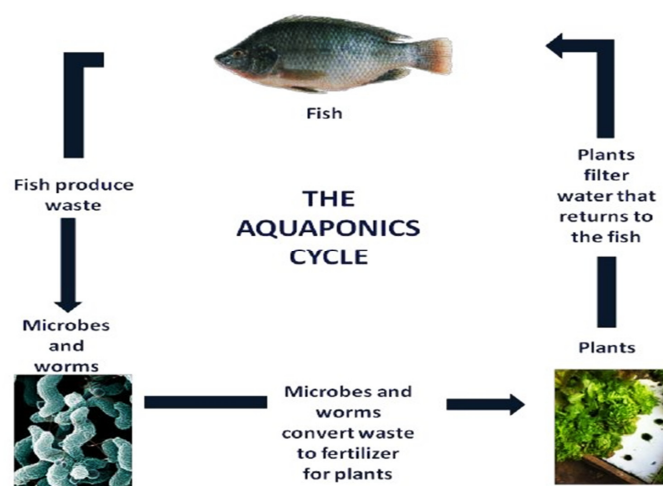 Fish
Fish produce
waste
THE
AQUAPONICS
CYCLE
Plants
filter
water that
returns to
the fish
Microbes
and
worms
Microbes and
worms
convert waste
to fertilizer
for plants
Plants